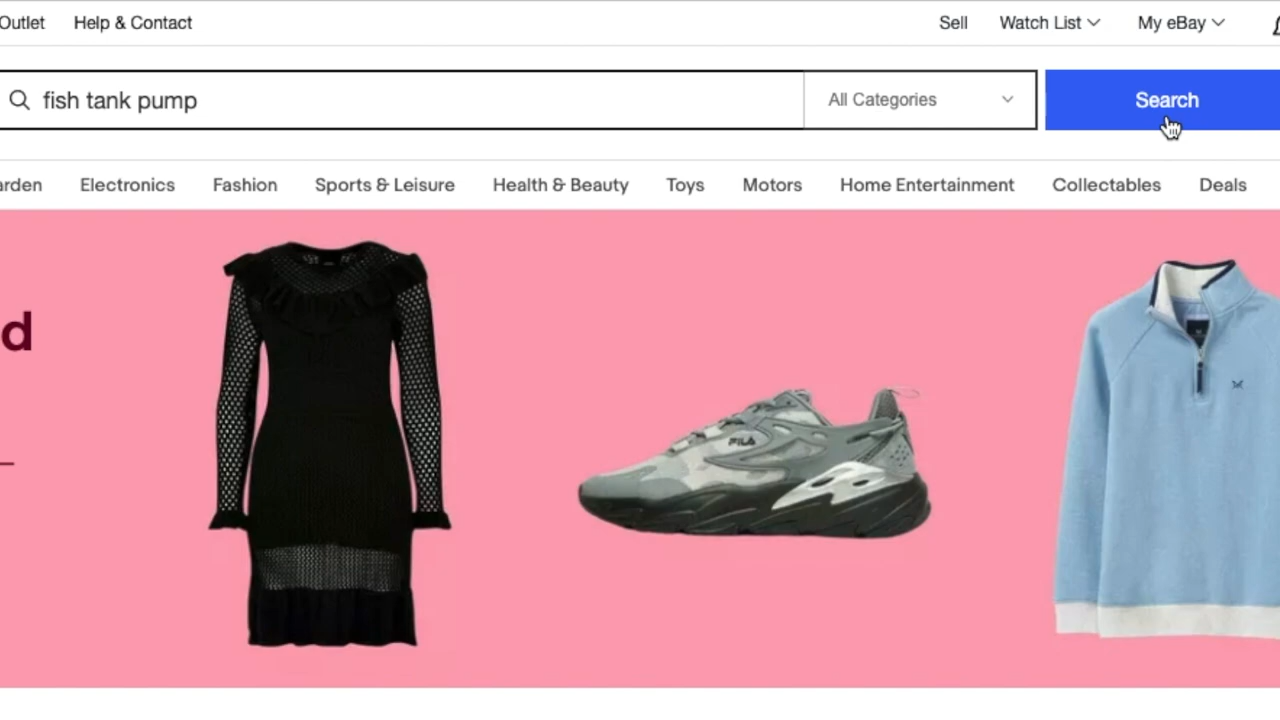 Outlet Help & Contact Sell Watch List My eBay
fish tank pump All Categories Search
arden Electronics Fashion Sports & Leisure Health & Beauty Toys Motors Home Entertainment Collectables Deals
d
FILA